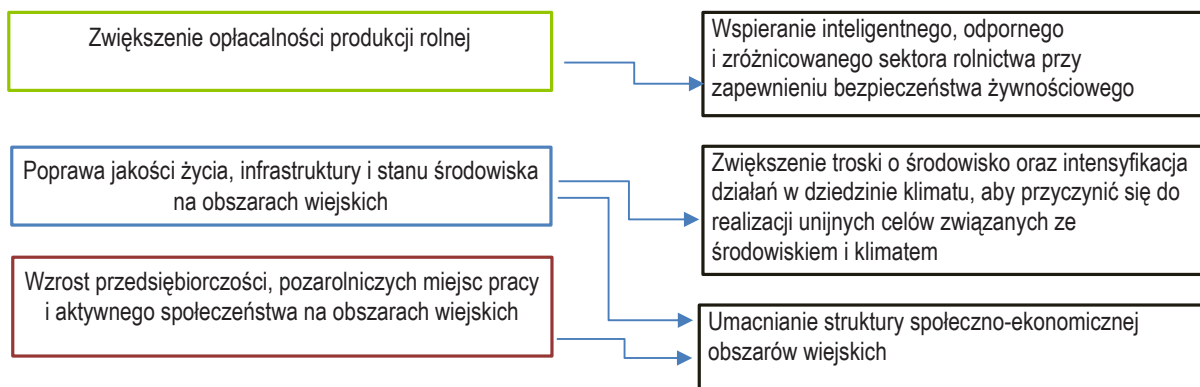 Zwiększenie opłacalności produkcji rolnej
Wspieranie inteligentnego, odpornego
i zróżnicowanego sektora rolnictwa przy
zapewnieniu bezpieczeństwa żywnościowego
Poprawa jakości życia, infrastruktury i stanu środowiska
na obszarach wiejskich
Zwiększenie troski o środowisko oraz intensyfikacja
działań w dziedzinie klimatu, aby przyczynić się do
realizacji unijnych celów związanych ze
środowiskiem i klimatem
Wzrost przedsiębiorczości, pozarolniczych miejsc pracy
i aktywnego społeczeństwa na obszarach wiejskich
Umacnianie struktury społeczno-ekonomicznej
obszarów wiejskich